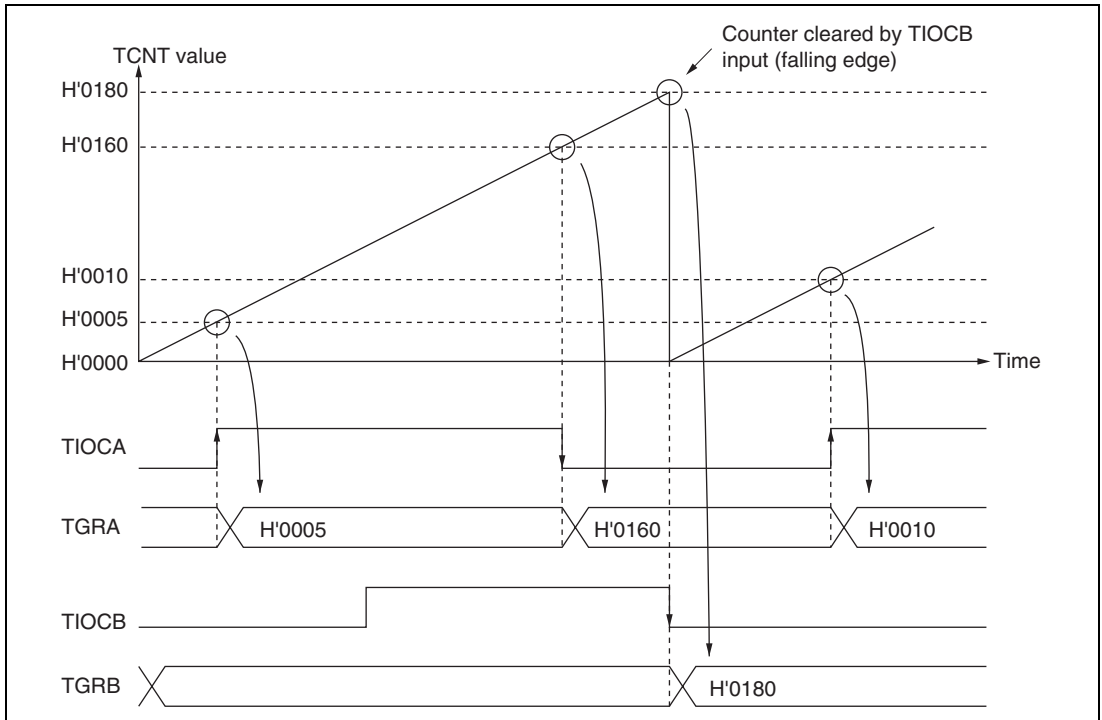 Counter cleared by TIOCB
input (falling edge)
TCNT value
H'0180
H'0160
H'0010
H'0005
H'0000
Time
TIOCA
TGRA
H'0005
H'0160
H'0010
TIOCB
TGRB
H'0180